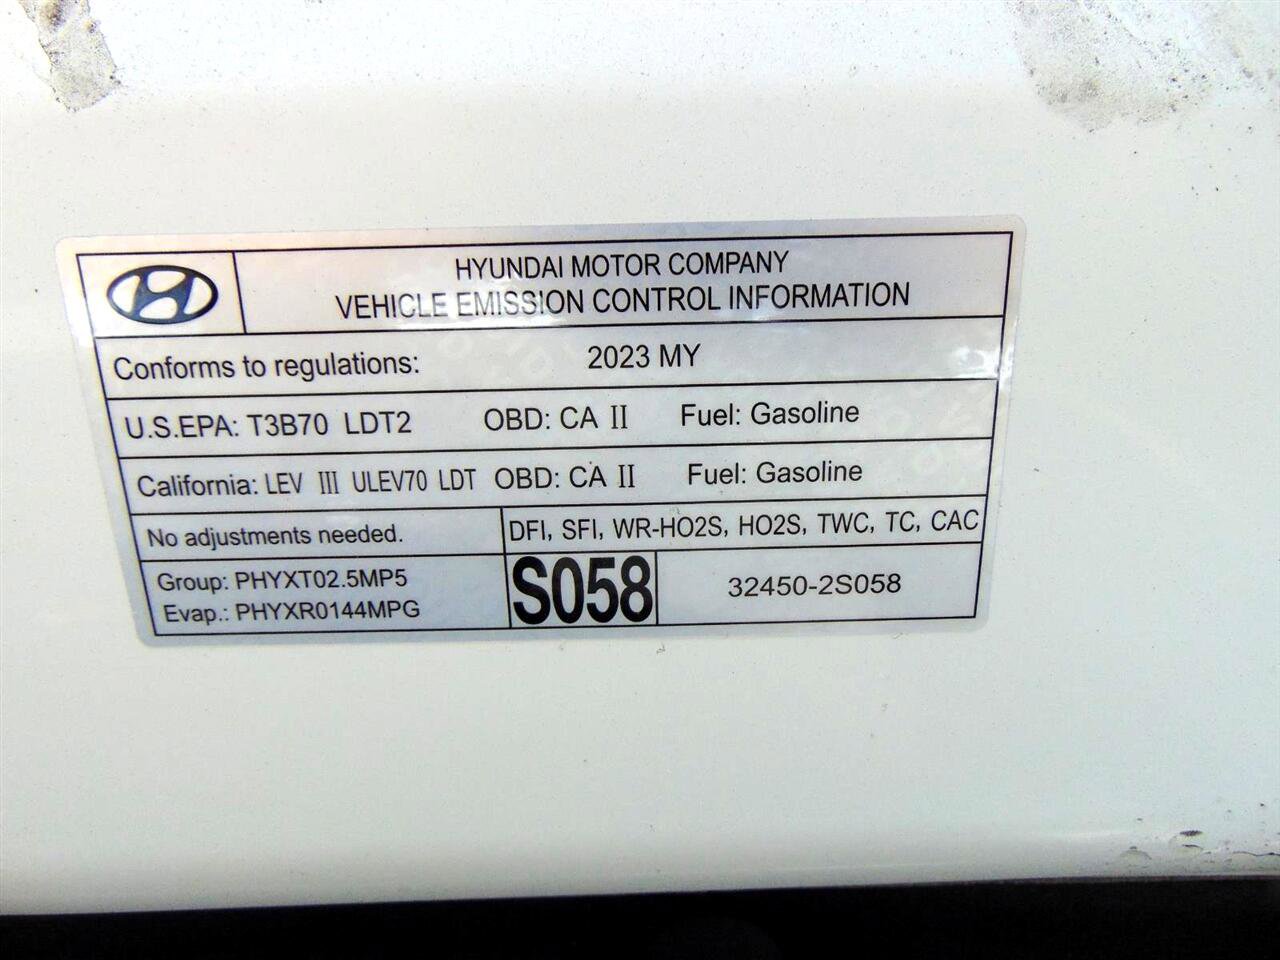 HYUNDAI MOTOR COMPANY
VEHICLE EMISSION CONTROL INFORMATION
Conforms to regulations: 2023 MY
U.S.EPA: T3B70 LDT2 OBD: CA II Fuel: Gasoline
California: LEV III ULEV70 LDT OBD: CA II Fuel: Gasoline
No adjustments needed. DFI, SFI, WR-HO2S, HO2S, TWC, TC, CAC
Group: PHYXT02.5MP5
Evap.: PHYXR0144MPG
S058
32450-2S058